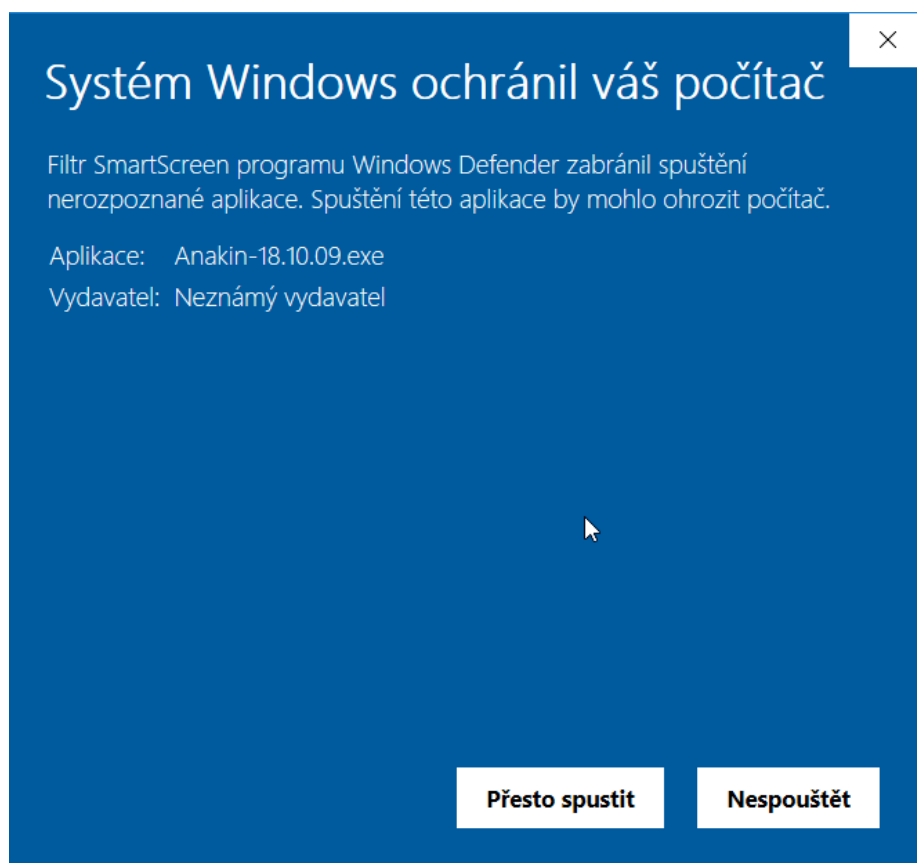 Systém Windows ochránil váš počítač
Filtr SmartScreen programu Windows Defender zabránil spuštění
nerozpoznané aplikace. Spuštění této aplikace by mohlo ohrozit počítač.
Aplikace: Anakin-18.10.09.exe
Vydavatel: Neznámý vydavatel
Přesto spustit Nespouštět